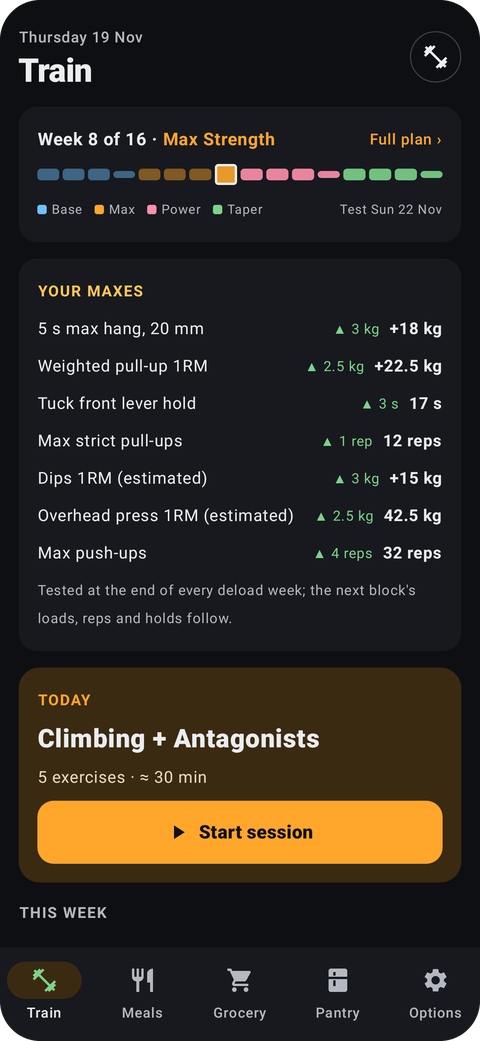 Thursday 19 Nov
Train
Week 8 of 16 · Max Strength Full plan ›
Base Max Power Taper Test Sun 22 Nov
YOUR MAXES
5 s max hang, 20 mm ▲ 3 kg +18 kg
Weighted pull-up 1RM ▲ 2.5 kg +22.5 kg
Tuck front lever hold ▲ 3 s 17 s
Max strict pull-ups ▲ 1 rep 12 reps
Dips 1RM (estimated) ▲ 3 kg +15 kg
Overhead press 1RM (estimated) ▲ 2.5 kg 42.5 kg
Max push-ups ▲ 4 reps 32 reps
Tested at the end of every deload week; the next block's
loads, reps and holds follow.
TODAY
Climbing + Antagonists
5 exercises · ≈ 30 min
Start session
THIS WEEK
Train Meals Grocery Pantry Options